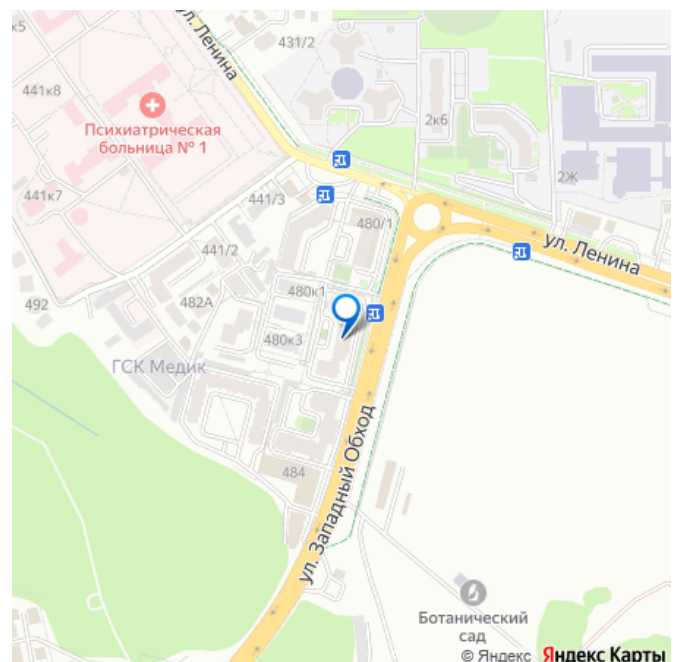 к5
ул. Ленина
431/2
441к8
Психиатрическая
больница № 1
2к6
2Ж
441к7
441/3
480/1
ул. Ленина
441/2
492
482А
480к1
480к3
ГСК Медик
ул. Западный Обход
484
Ботанический
сад
© Яндекс Яндекс Карты